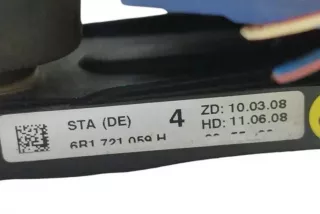 STA (DE) 4 ZD: 10.03.08
6R1 721 059 H HD: 11.06.08